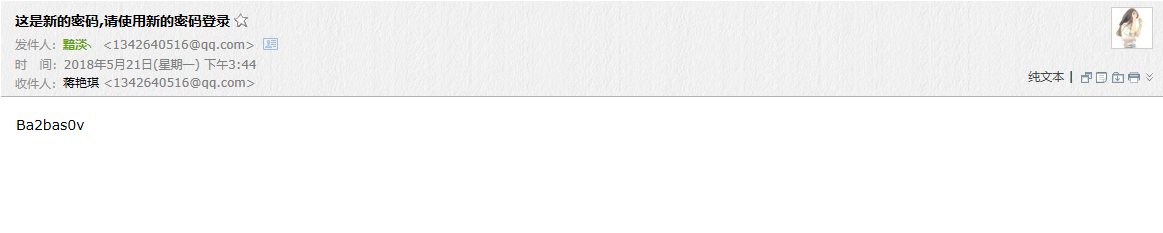 这是新的密码,请使用新的密码登录
发件人：黯淡、 <1342640516@qq.com>
时　间：2018年5月21日(星期一) 下午3:44
收件人：蒋艳琪 <1342640516@qq.com>
纯文本 |
Ba2bas0v